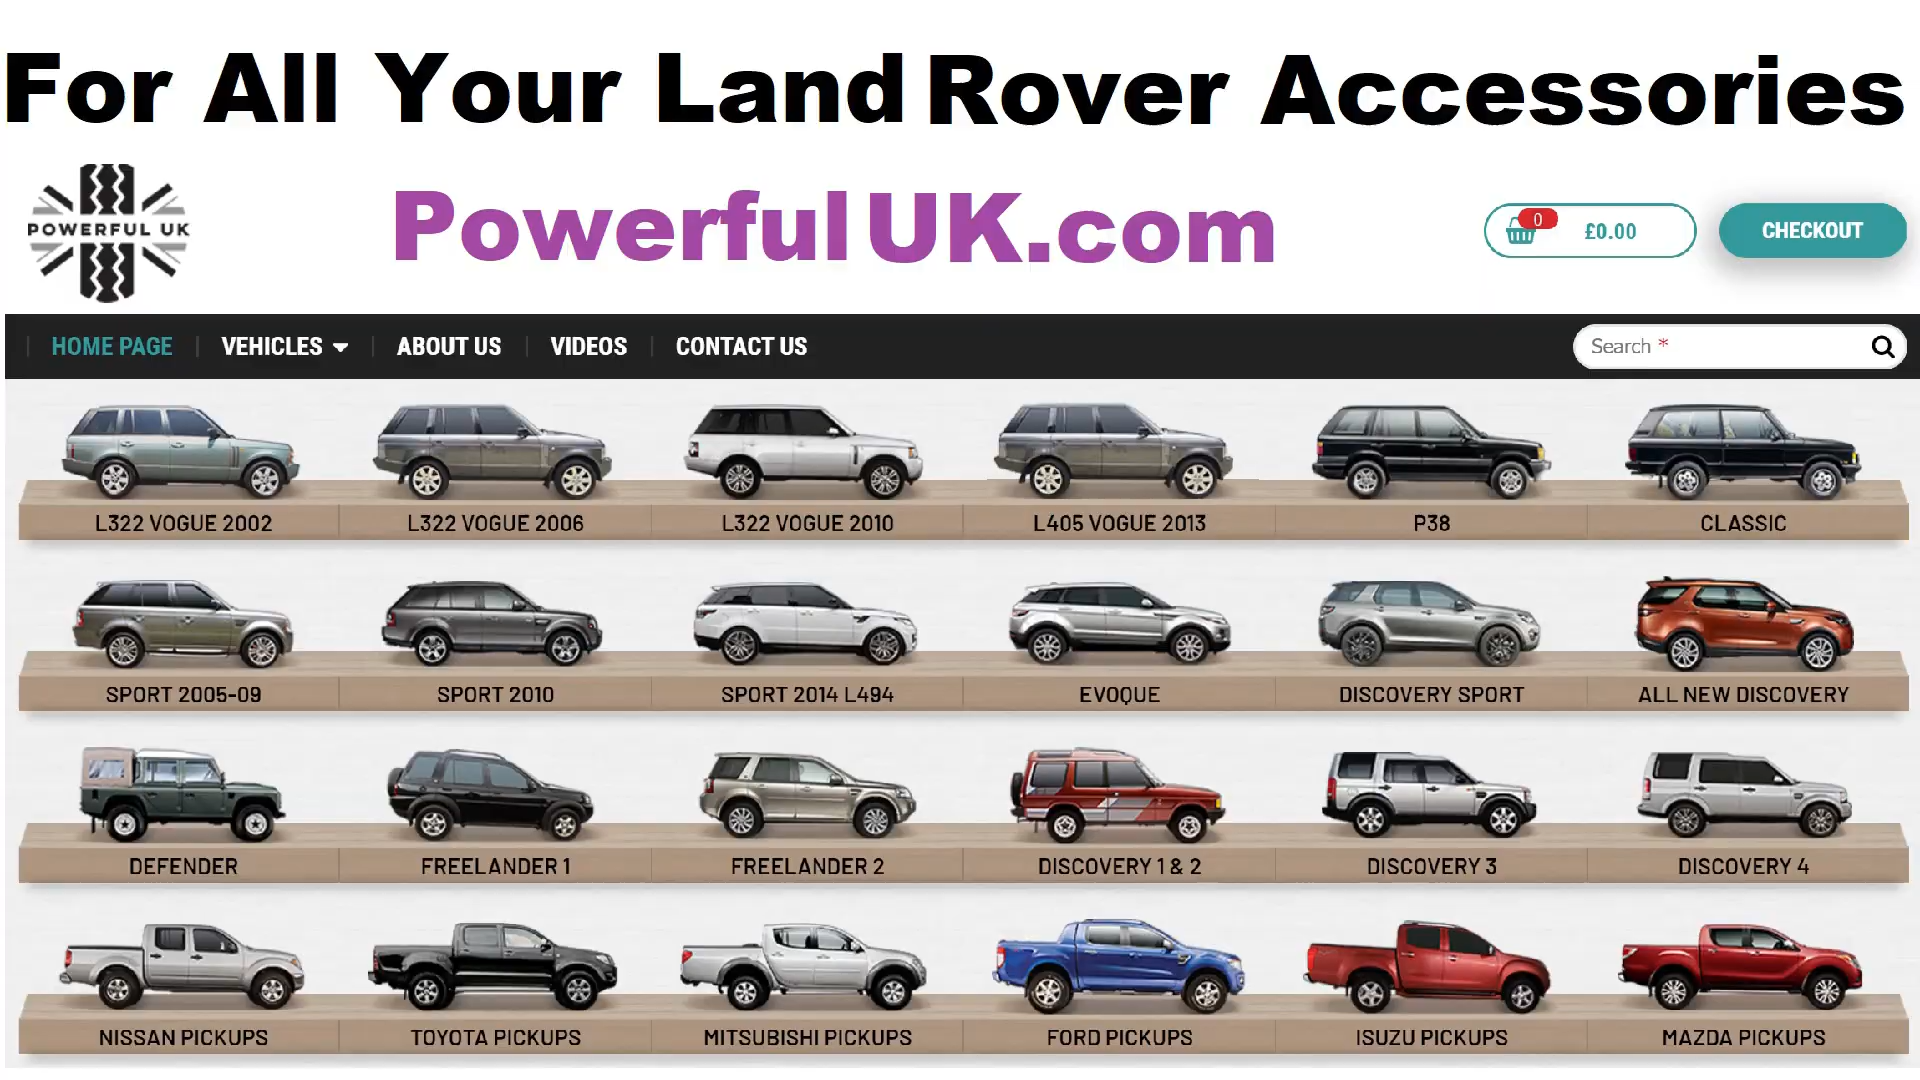 For All Your Land Rover Accessories
POWERFUL UK
PowerfulUK.com
0
£0.00
CHECKOUT
HOME PAGE
VEHICLES
ABOUT US
VIDEOS
CONTACT US
Search *
L322 VOGUE 2002
L322 VOGUE 2006
L322 VOGUE 2010
L405 VOGUE 2013
P38
CLASSIC
SPORT 2005-09
SPORT 2010
SPORT 2014 L494
EVOQUE
DISCOVERY SPORT
ALL NEW DISCOVERY
DEFENDER
FREELANDER 1
FREELANDER 2
DISCOVERY 1 & 2
DISCOVERY 3
DISCOVERY 4
NISSAN PICKUPS
TOYOTA PICKUPS
MITSUBISHI PICKUPS
FORD PICKUPS
ISUZU PICKUPS
MAZDA PICKUPS